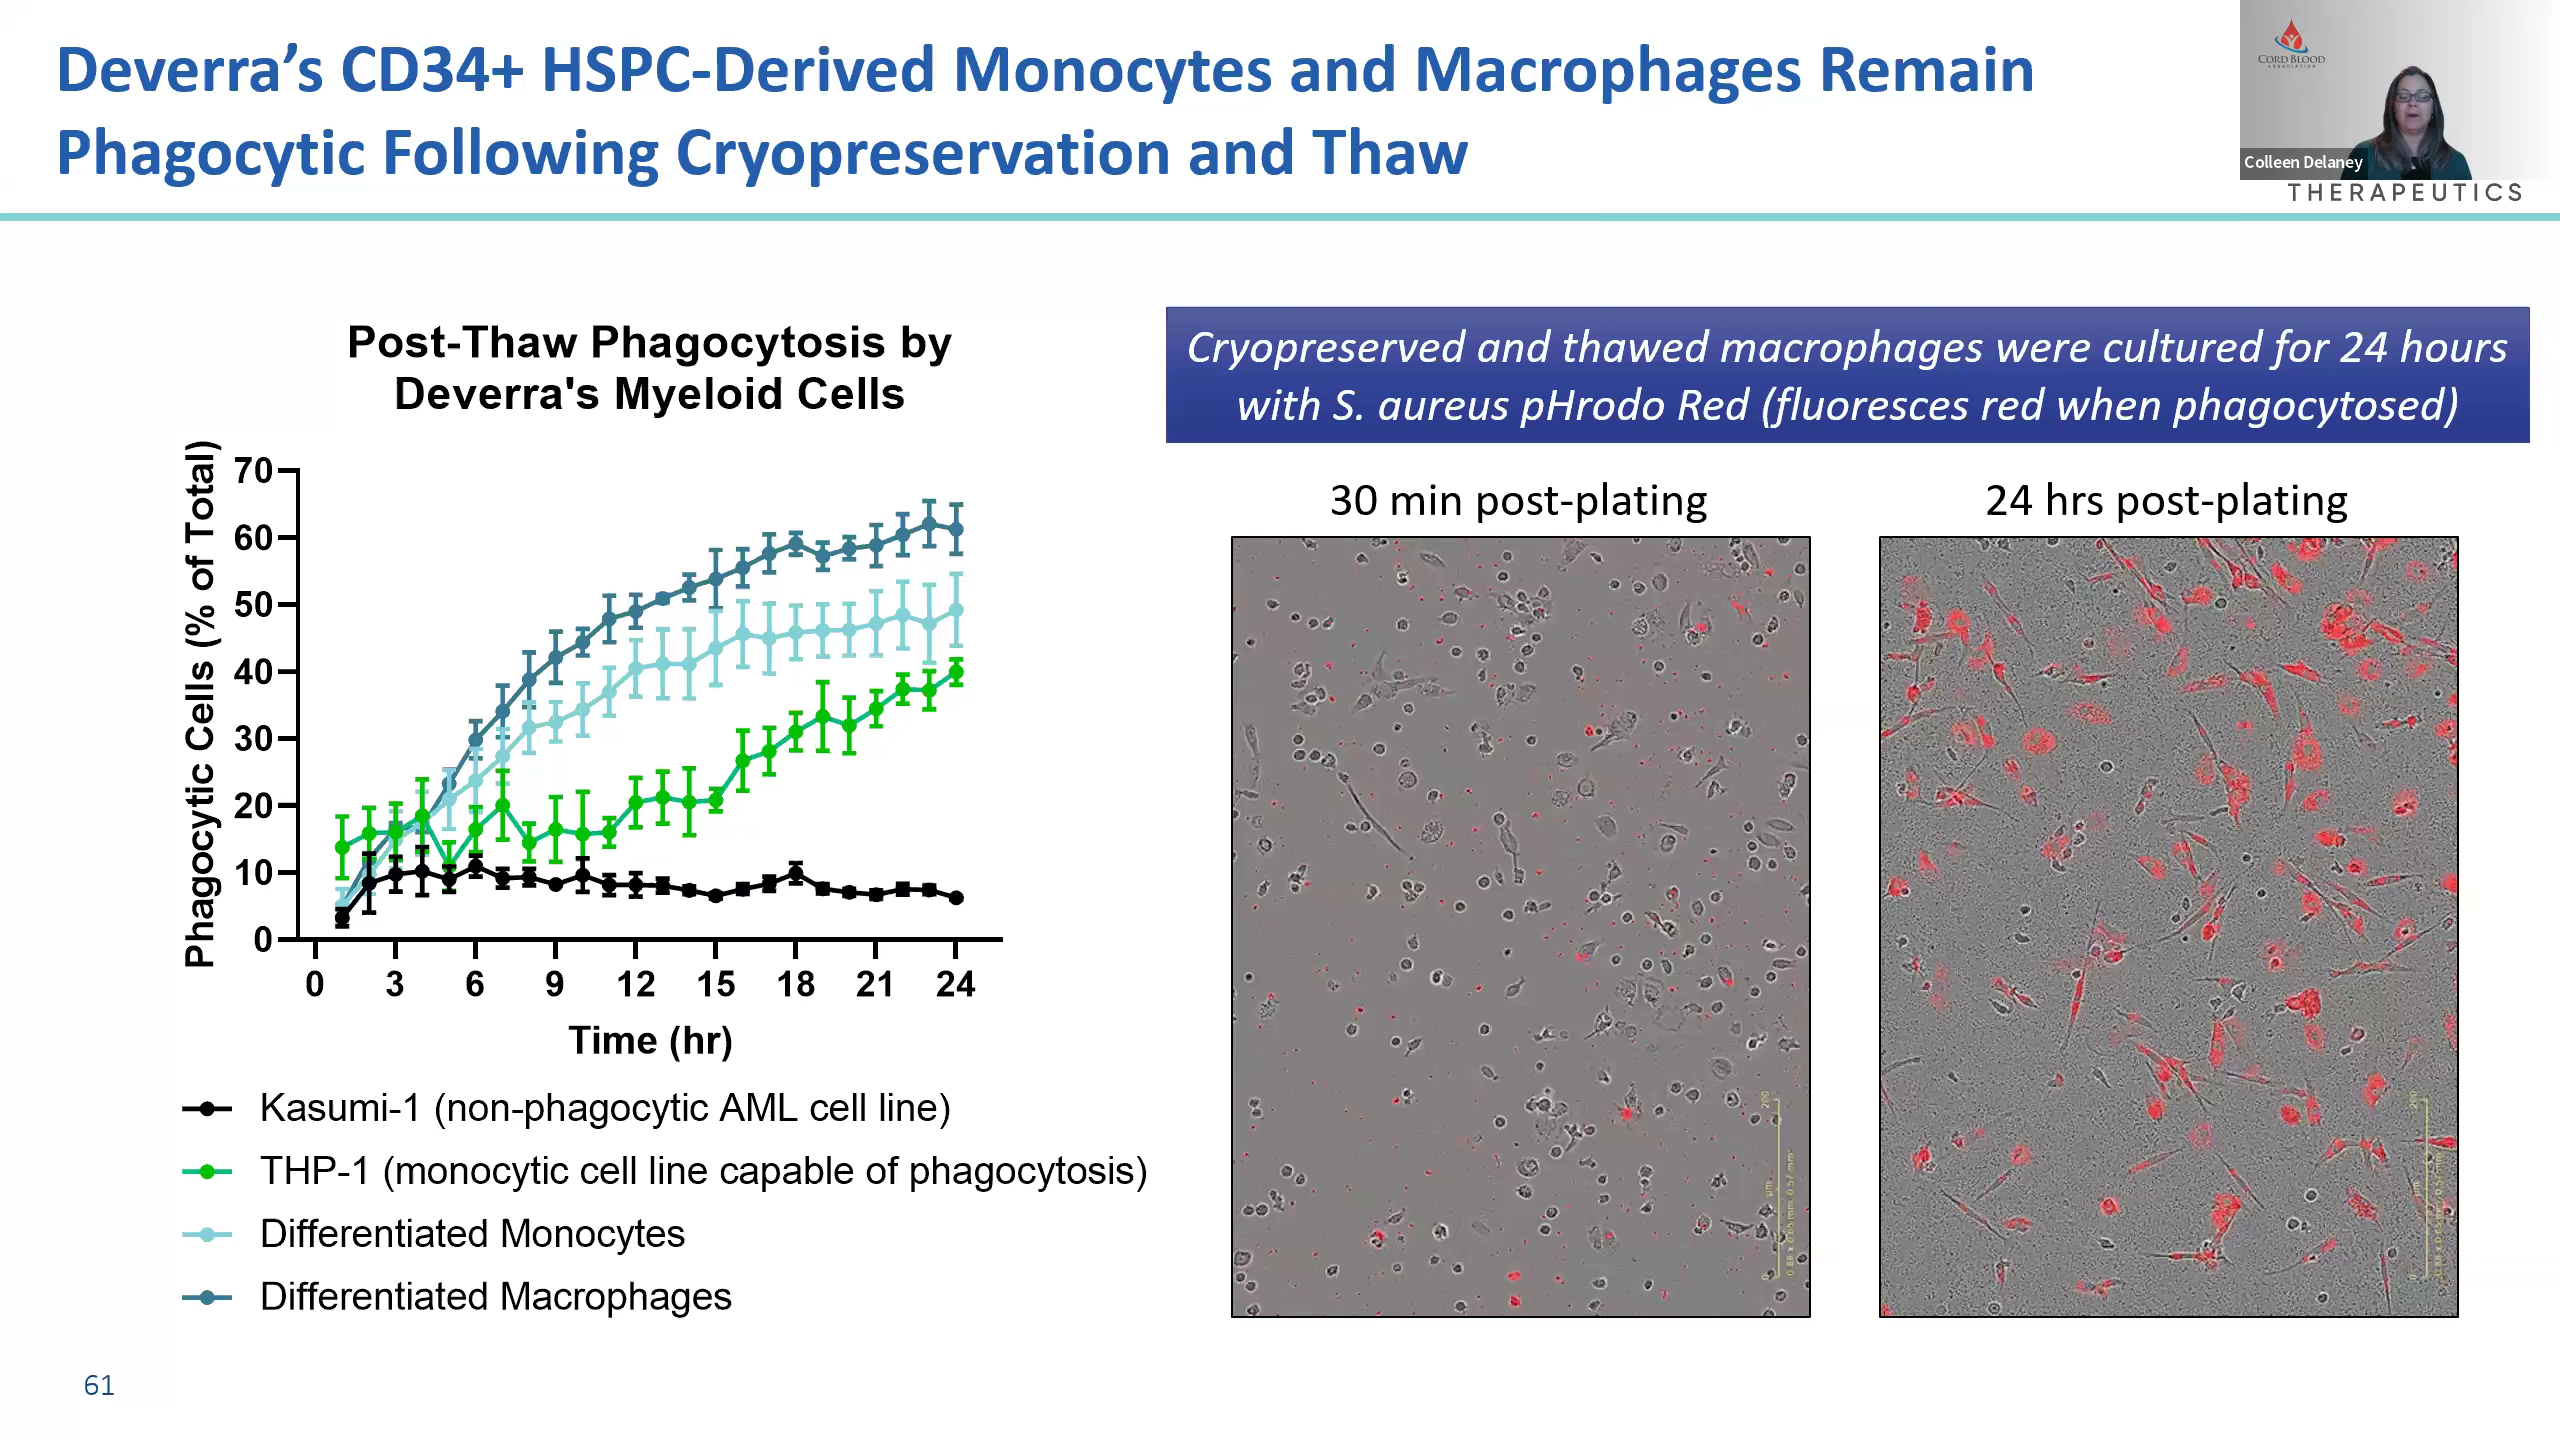 Deverra's CD34+ HSPC-Derived Monocytes and Macrophages Remain
Phagocytic Following Cryopreservation and Thaw
CORD BLOOD
ASSOCIATION
Colleen Delaney
THERAPEUTICS
Post-Thaw Phagocytosis by
Deverra's Myeloid Cells
Phagocytic Cells (% of Total)
70
60
50
40
30
20
10
0
0 3 6 9 12 15 18 21 24
Time (hr)
Kasumi-1 (non-phagocytic AML cell line)
THP-1 (monocytic cell line capable of phagocytosis)
Differentiated Monocytes
Differentiated Macrophages
Cryopreserved and thawed macrophages were cultured for 24 hours
with S. aureus pHrodo Red (fluoresces red when phagocytosed)
30 min post-plating
24 hrs post-plating
61